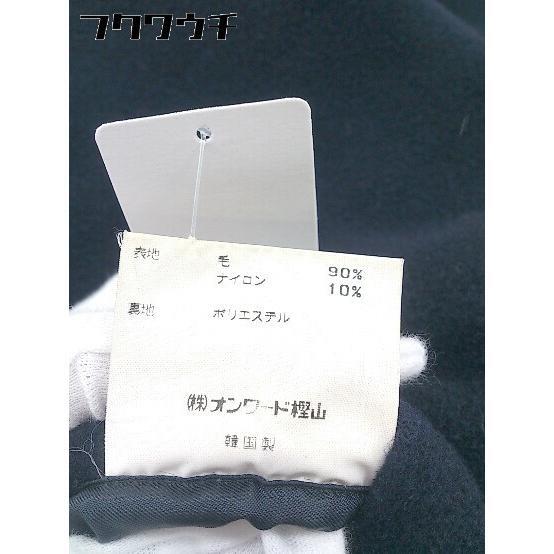 フクワウチ
表地 毛 90%
ナイロン 10%
裏地 ポリエステル
(株)オンワード樫山
韓国製